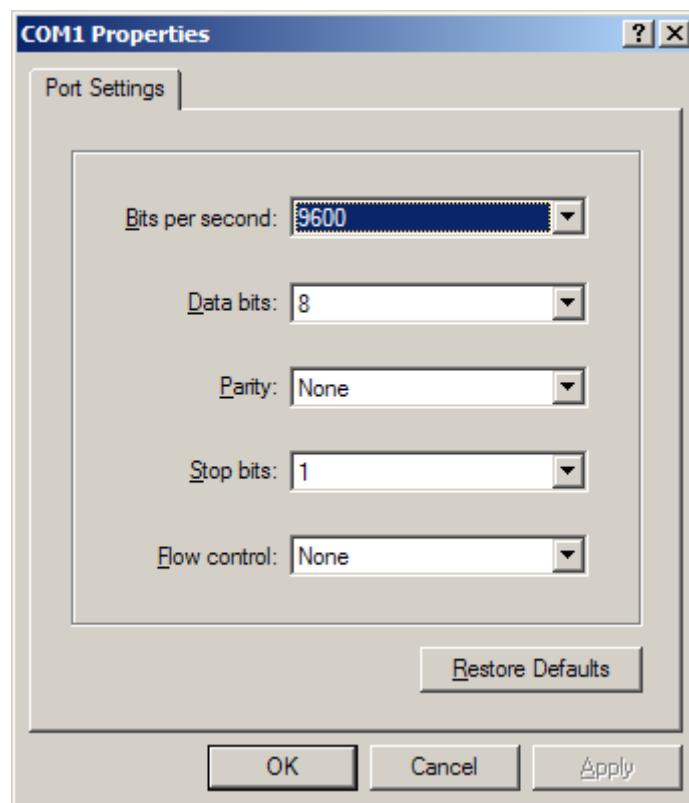 COM1 Properties
Port Settings
Bits per second: 9600
Data bits: 8
Parity: None
Stop bits: 1
Flow control: None
Restore Defaults
OK Cancel Apply